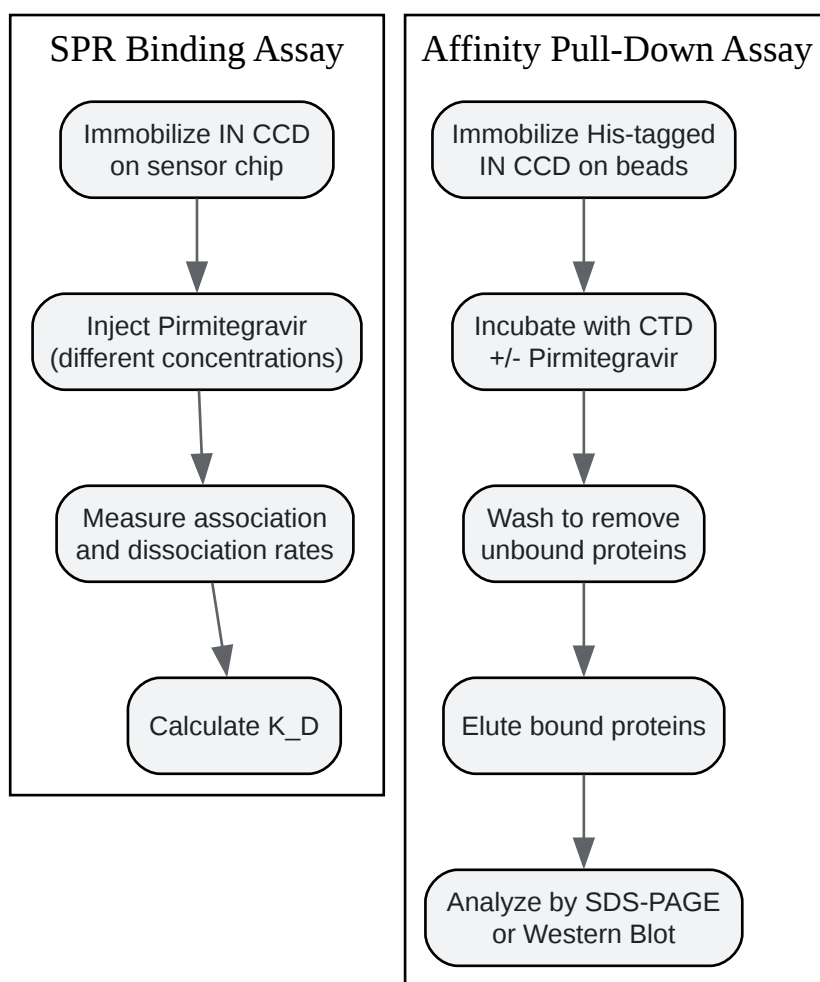 SPR Binding Assay
Immobilize IN CCD
on sensor chip
Inject Pirmitegravir
(different concentrations)
Measure association
and dissociation rates
Calculate K_D
Affinity Pull-Down Assay
Immobilize His-tagged
IN CCD on beads
Incubate with CTD
+/- Pirmitegravir
Wash to remove
unbound proteins
Elute bound proteins
Analyze by SDS-PAGE
or Western Blot